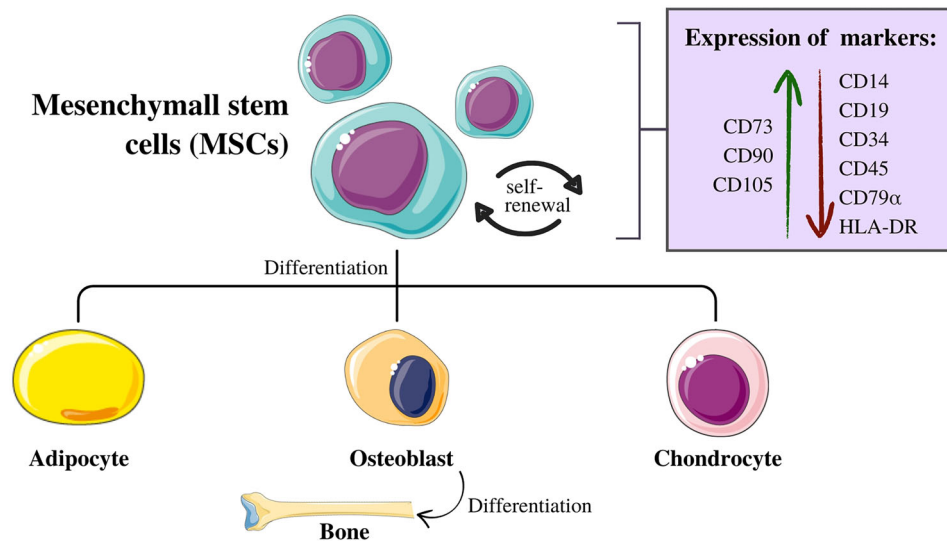 Mesenchymall stem
cells (MSCs)
self-
renewal
Expression of markers:
CD73
CD90
CD105
CD14
CD19
CD34
CD45
CD79α
HLA-DR
Differentiation
Adipocyte
Osteoblast
Chondrocyte
Differentiation
Bone